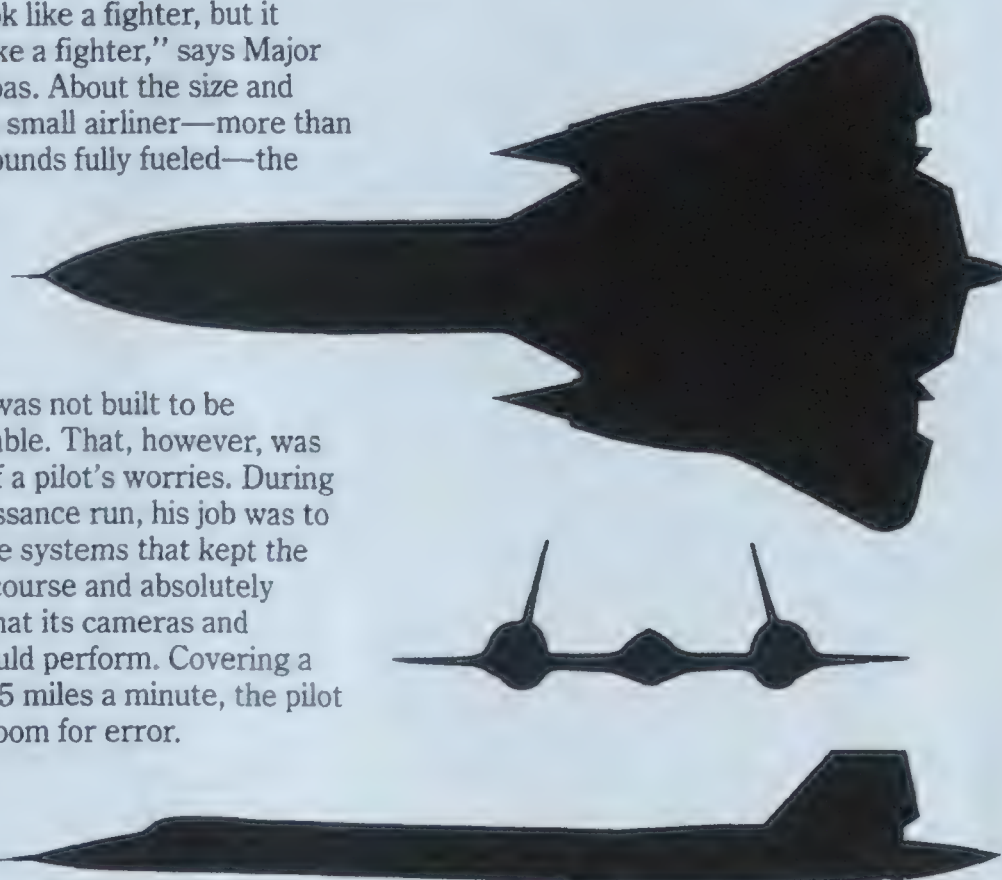 ok like a fighter, but it
ke a fighter,” says Major
pas. About the size and
small airliner—more than
unds fully fueled—the
was not built to be
ble. That, however, was
f a pilot’s worries. During
ssance run, his job was to
e systems that kept the
course and absolutely
hat its cameras and
uld perform. Covering a
5 miles a minute, the pilot
oom for error.